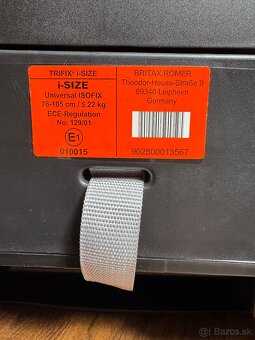 TRIFIX² i-SIZE
i-SIZE
Universal ISOFIX
76-105 cm / ≤ 22 kg
ECE-Regulation
No. 129/01
E1
010015
BRITAX RÖMER
Theodor-Heuss-Straße 9
89340 Leipheim
Germany
902500013567
Bazos.sk